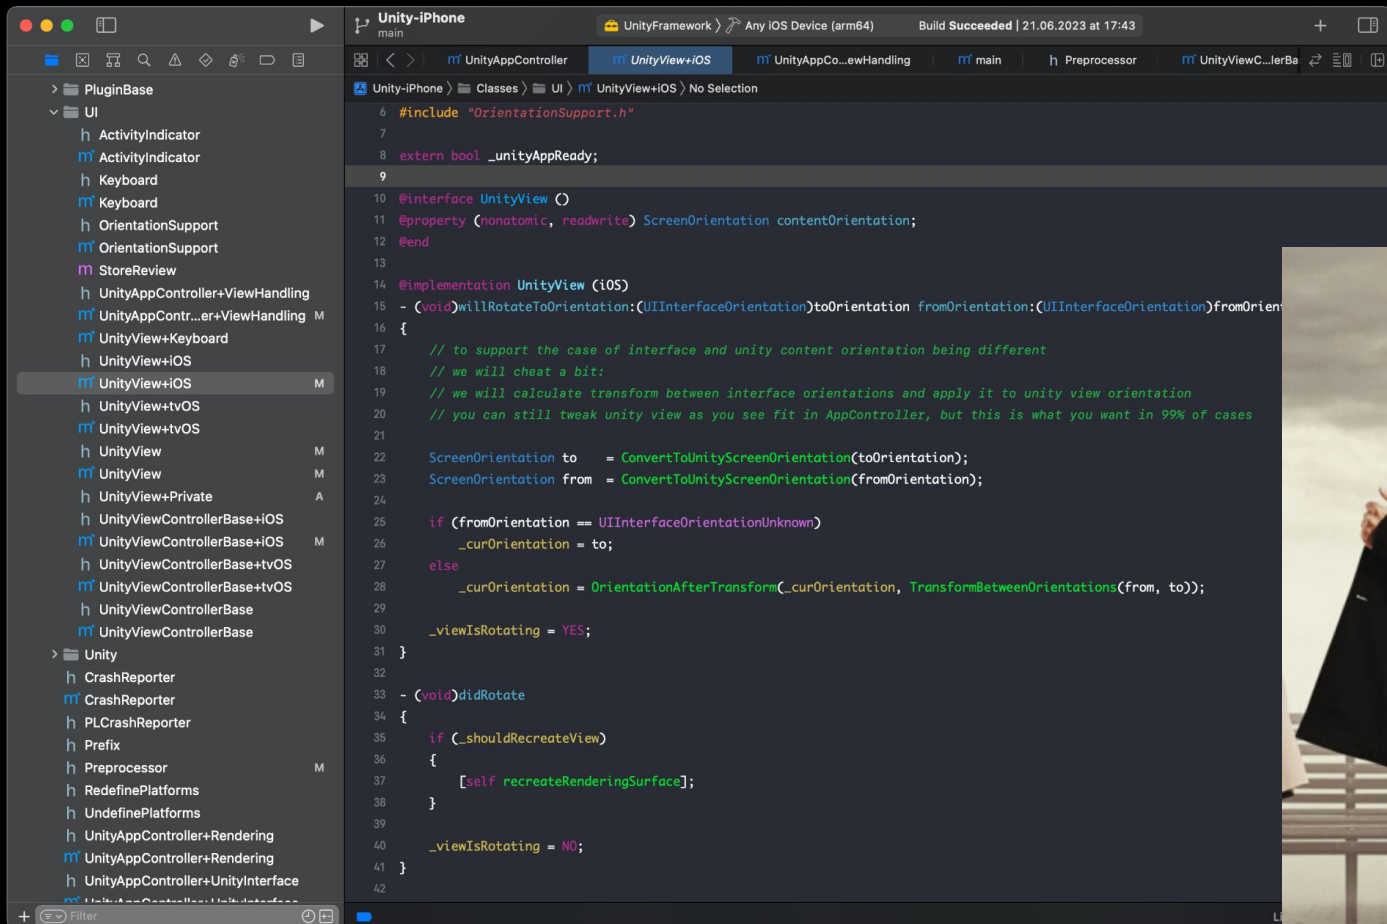 Unity-iPhone
main
UnityFramework 〉 Any iOS Device (arm64)
Build Succeeded | 21.06.2023 at 17:43
UnityAppController
UnityView+iOS
UnityAppCo...ewHandling
main
Preprocessor
UnityViewC...lerBa
Unity-iPhone 〉 Classes 〉 UI 〉 UnityView+iOS 〉 No Selection
PluginBase
UI
h ActivityIndicator
m ActivityIndicator
h Keyboard
m Keyboard
h OrientationSupport
m OrientationSupport
m StoreReview
h UnityAppController+ViewHandling
m UnityAppContr...er+ViewHandling M
m UnityView+Keyboard
h UnityView+iOS
m UnityView+iOS M
h UnityView+tvOS
m UnityView+tvOS
h UnityView M
m UnityView M
h UnityView+Private A
h UnityViewControllerBase+iOS
m UnityViewControllerBase+iOS M
h UnityViewControllerBase+tvOS
m UnityViewControllerBase+tvOS
h UnityViewControllerBase
m UnityViewControllerBase
Unity
h CrashReporter
m CrashReporter
h PLCrashReporter
h Prefix
h Preprocessor M
h RedefinePlatforms
h UndefinePlatforms
h UnityAppController+Rendering
m UnityAppController+Rendering
h UnityAppController+UnityInterface
Filter
6 #include "OrientationSupport.h"
7
8 extern bool _unityAppReady;
9
10 @interface UnityView ()
11 @property (nonatomic, readwrite) ScreenOrientation contentOrientation;
12 @end
13
14 @implementation UnityView (iOS)
15 - (void)willRotateToOrientation:(UIInterfaceOrientation)toOrientation fromOrientation:(UIInterfaceOrientation)fromOrient
16 {
17 // to support the case of interface and unity content orientation being different
18 // we will cheat a bit:
19 // we will calculate transform between interface orientations and apply it to unity view orientation
20 // you can still tweak unity view as you see fit in AppController, but this is what you want in 99% of cases
21
22 ScreenOrientation to = ConvertToUnityScreenOrientation(toOrientation);
23 ScreenOrientation from = ConvertToUnityScreenOrientation(fromOrientation);
24
25 if (fromOrientation == UIInterfaceOrientationUnknown)
26 _curOrientation = to;
27 else
28 _curOrientation = OrientationAfterTransform(_curOrientation, TransformBetweenOrientations(from, to));
29
30 _viewIsRotating = YES;
31 }
32
33 - (void)didRotate
34 {
35 if (_shouldRecreateView)
36 {
37 [self recreateRenderingSurface];
38 }
39
40 _viewIsRotating = NO;
41 }
42